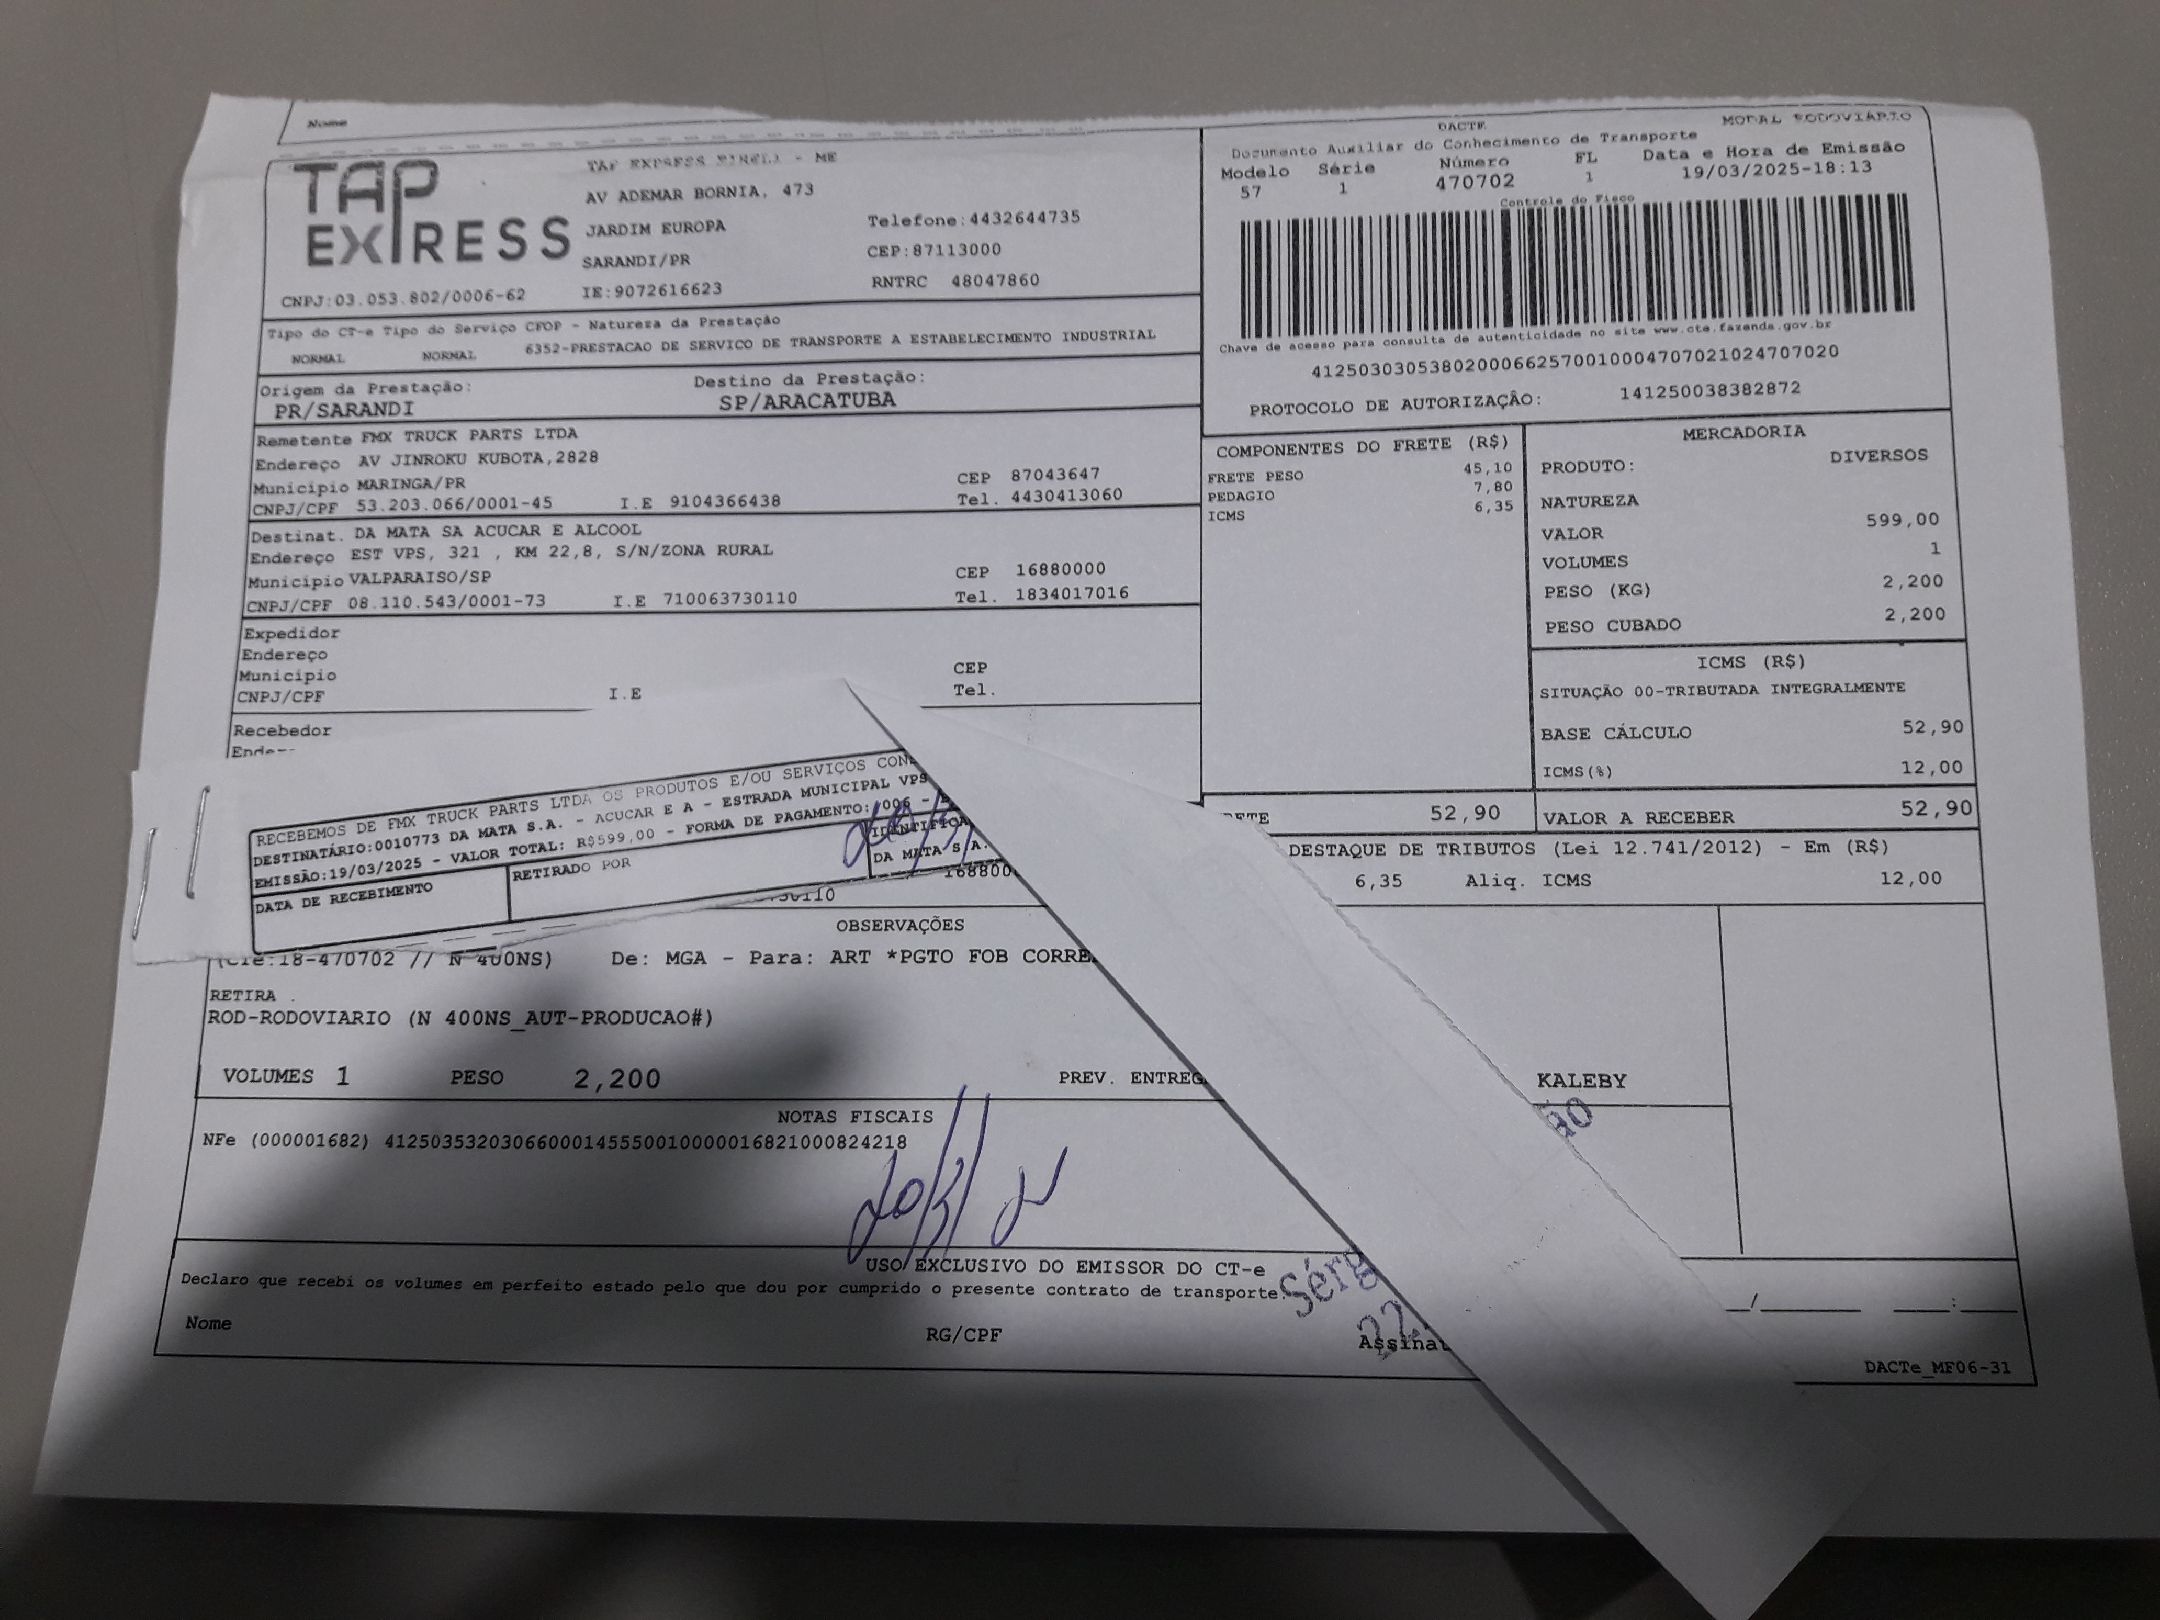 Nome
TAP EXPRESS
TAP EXPRESS EIRELI - ME
AV ADEMAR BORNIA, 473
JARDIM EUROPA Telefone:4432644735
SARANDI/PR CEP:87113000
CNPJ:03.053.802/0006-62 IE:9072616623 RNTRC 48047860
DACTE MODAL RODOVIÁRIO
Documento Auxiliar do Conhecimento de Transporte
Modelo Série Número FL Data e Hora de Emissão
57 1 470702 1 19/03/2025-18:13
Controle do Fisco
Chave de acesso para consulta de autenticidade no site www.cte.fazenda.gov.br
41250303053802000662570010004707021024707020
PROTOCOLO DE AUTORIZAÇÃO: 141250038382872
Tipo do CT-e Tipo do Serviço CFOP - Natureza da Prestação
NORMAL NORMAL 6352-PRESTACAO DE SERVICO DE TRANSPORTE A ESTABELECIMENTO INDUSTRIAL
Origem da Prestação: Destino da Prestação:
PR/SARANDI SP/ARACATUBA
Remetente FMX TRUCK PARTS LTDA
Endereço AV JINROKU KUBOTA,2828
Município MARINGA/PR CEP 87043647
CNPJ/CPF 53.203.066/0001-45 I.E 9104366438 Tel. 4430413060
Destinat. DA MATA SA ACUCAR E ALCOOL
Endereço EST VPS, 321 , KM 22,8, S/N/ZONA RURAL
Município VALPARAISO/SP CEP 16880000
CNPJ/CPF 08.110.543/0001-73 I.E 710063730110 Tel. 1834017016
Expedidor
Endereço
Município CEP
CNPJ/CPF I.E Tel.
Recebedor
COMPONENTES DO FRETE (R$)
FRETE PESO 45,10
PEDAGIO 7,80
ICMS 6,35
MERCADORIA
PRODUTO: DIVERSOS
NATUREZA
VALOR 599,00
VOLUMES 1
PESO (KG) 2,200
PESO CUBADO 2,200
ICMS (R$)
SITUAÇÃO 00-TRIBUTADA INTEGRALMENTE
BASE CÁLCULO 52,90
ICMS(%) 12,00
52,90 VALOR A RECEBER 52,90
DESTAQUE DE TRIBUTOS (Lei 12.741/2012) - Em (R$)
6,35 Aliq. ICMS 12,00
RECEBEMOS DE FMX TRUCK PARTS LTDA OS PRODUTOS E/OU SERVIÇOS
DESTINATÁRIO:0010773 DA MATA S.A. - ACUCAR E A - ESTRADA MUNICIPAL VPS
EMISSÃO:19/03/2025 - VALOR TOTAL: R$599,00 - FORMA DE PAGAMENTO: 006 -
DATA DE RECEBIMENTO RETIRADO POR
DA MATA S.A.
OBSERVAÇÕES
(Cte:18-470702 // N 400NS) De: MGA - Para: ART *PGTO FOB
RETIRA .
ROD-RODOVIARIO (N 400NS_AUT-PRODUCAO#)
VOLUMES 1 PESO 2,200 PREV. KALEBY
NOTAS FISCAIS
NFe (000001682) 41250353203066000145550010000016821000824218
USO EXCLUSIVO DO EMISSOR DO CT-e
Declaro que recebi os volumes em perfeito estado pelo que dou por cumprido o presente contrato de transporte.
Nome RG/CPF
DACTe_MF06-31